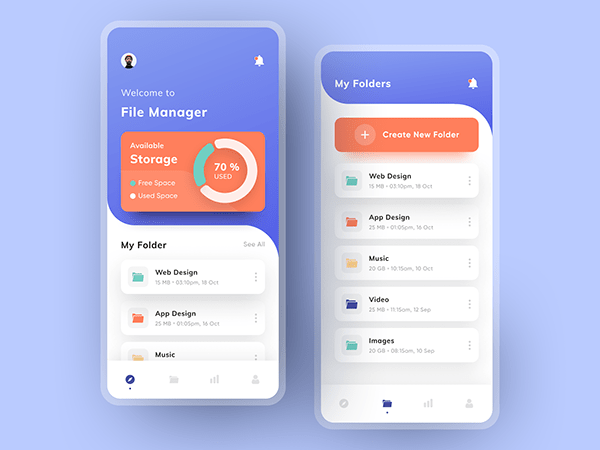 Welcome to
File Manager
Available
Storage
Free Space
Used Space
70 %
USED
My Folder
See All
Web Design
15 MB • 03.10pm, 18 Oct
App Design
25 MB • 01:05pm, 16 Oct
Music
My Folders
Create New Folder
Web Design
15 MB • 03.10pm, 18 Oct
App Design
25 MB • 01:05pm, 16 Oct
Music
20 GB • 10:15am, 10 Oct
Video
25 MB • 11:15am, 12 Sep
Images
20 GB • 08:15am, 10 Sep